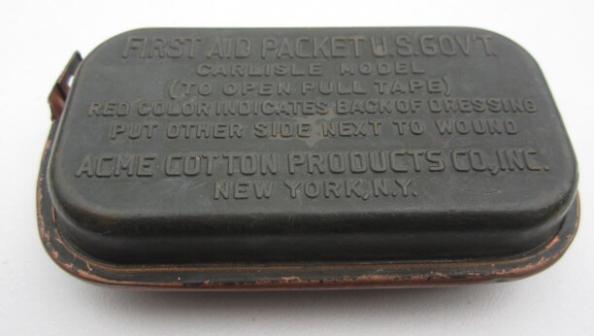 FIRST AID PACKET U.S. GOV'T.
CARLISLE MODEL
(TO OPEN PULL TAPE)
RED COLOR INDICATES BACK OF DRESSING
PUT OTHER SIDE NEXT TO WOUND
ACME COTTON PRODUCTS CO., INC.
NEW YORK, N.Y.